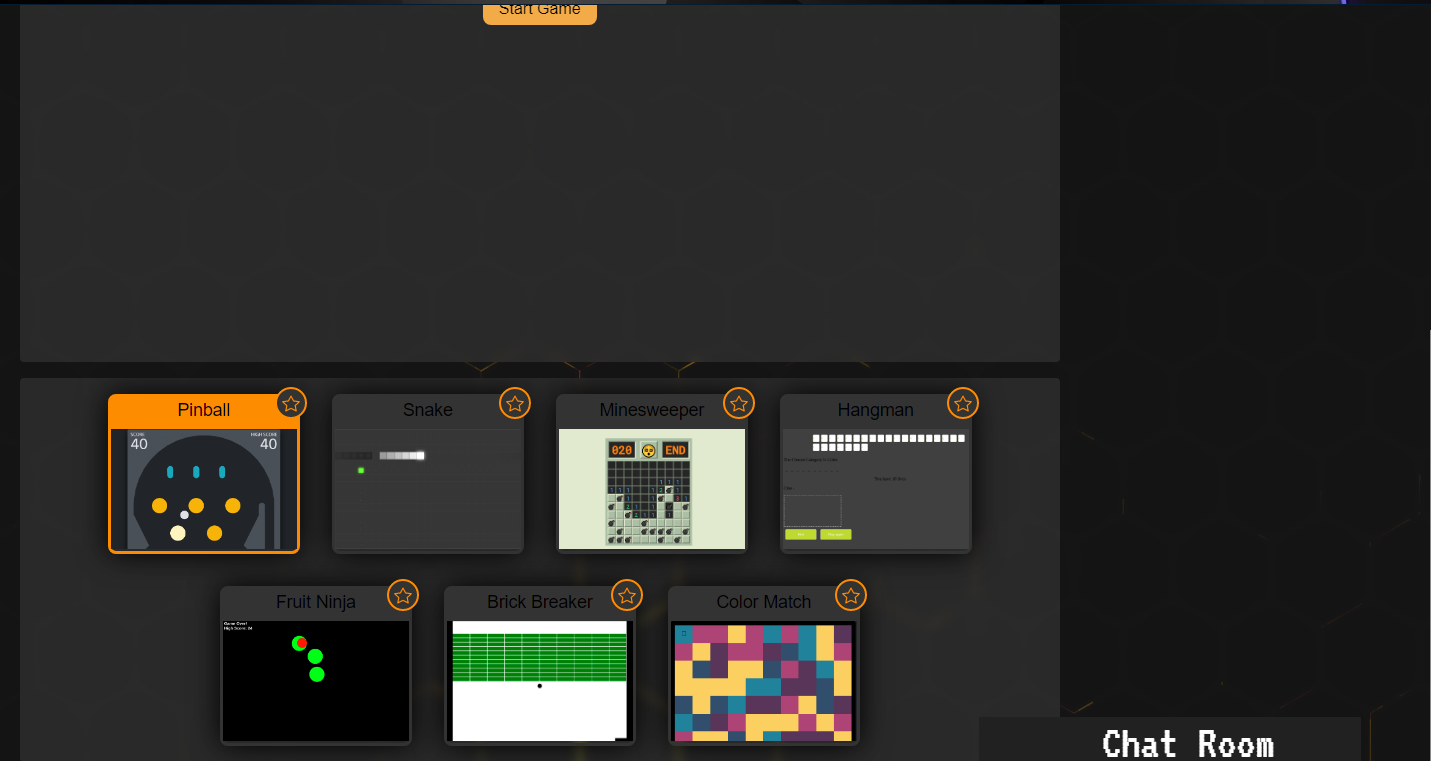 Start Game
Pinball
Snake
Minesweeper
Hangman
SCORE
HIGH SCORE
40
40
020
END
Fruit Ninja
Brick Breaker
Color Match
Game Over!
High Score: 24
Chat Room